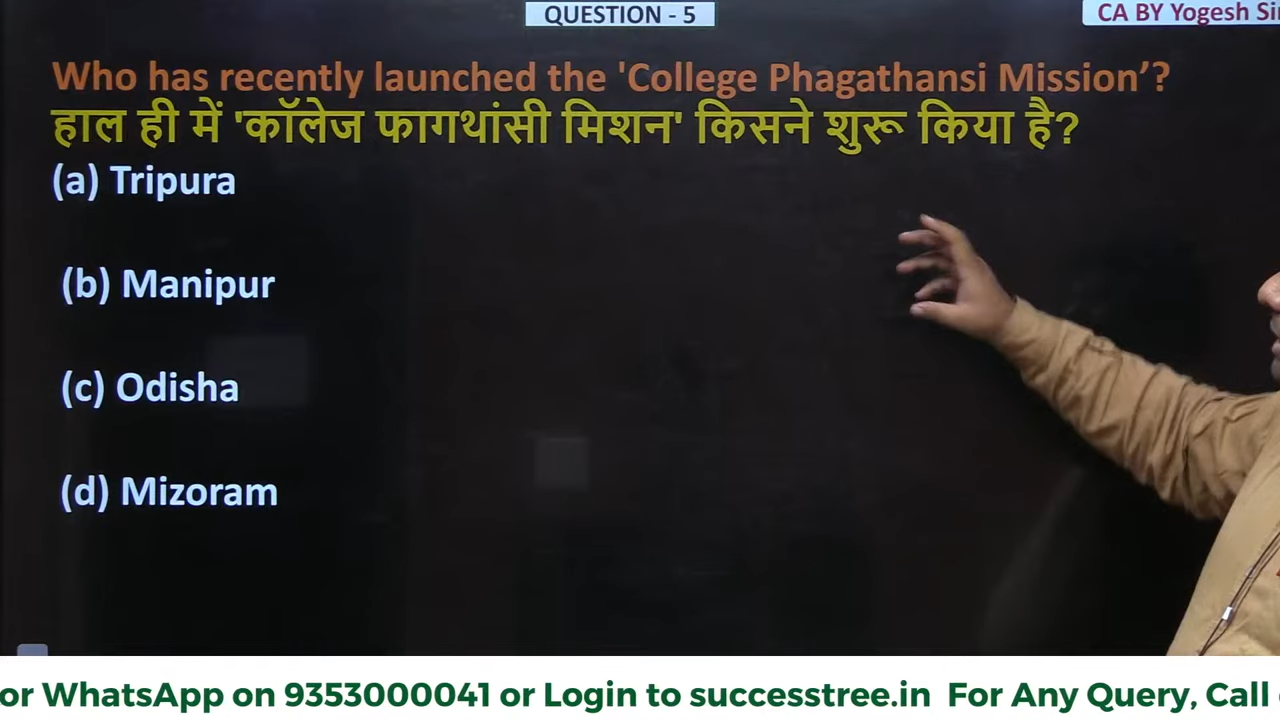 QUESTION - 5
CA BY Yogesh Sir
Who has recently launched the 'College Phagathansi Mission’?
हाल ही में 'कॉलेज फागथांसी मिशन' किसने शुरू किया है?
(a) Tripura
(b) Manipur
(c) Odisha
(d) Mizoram
or WhatsApp on 9353000041 or Login to successtree.in For Any Query, Call